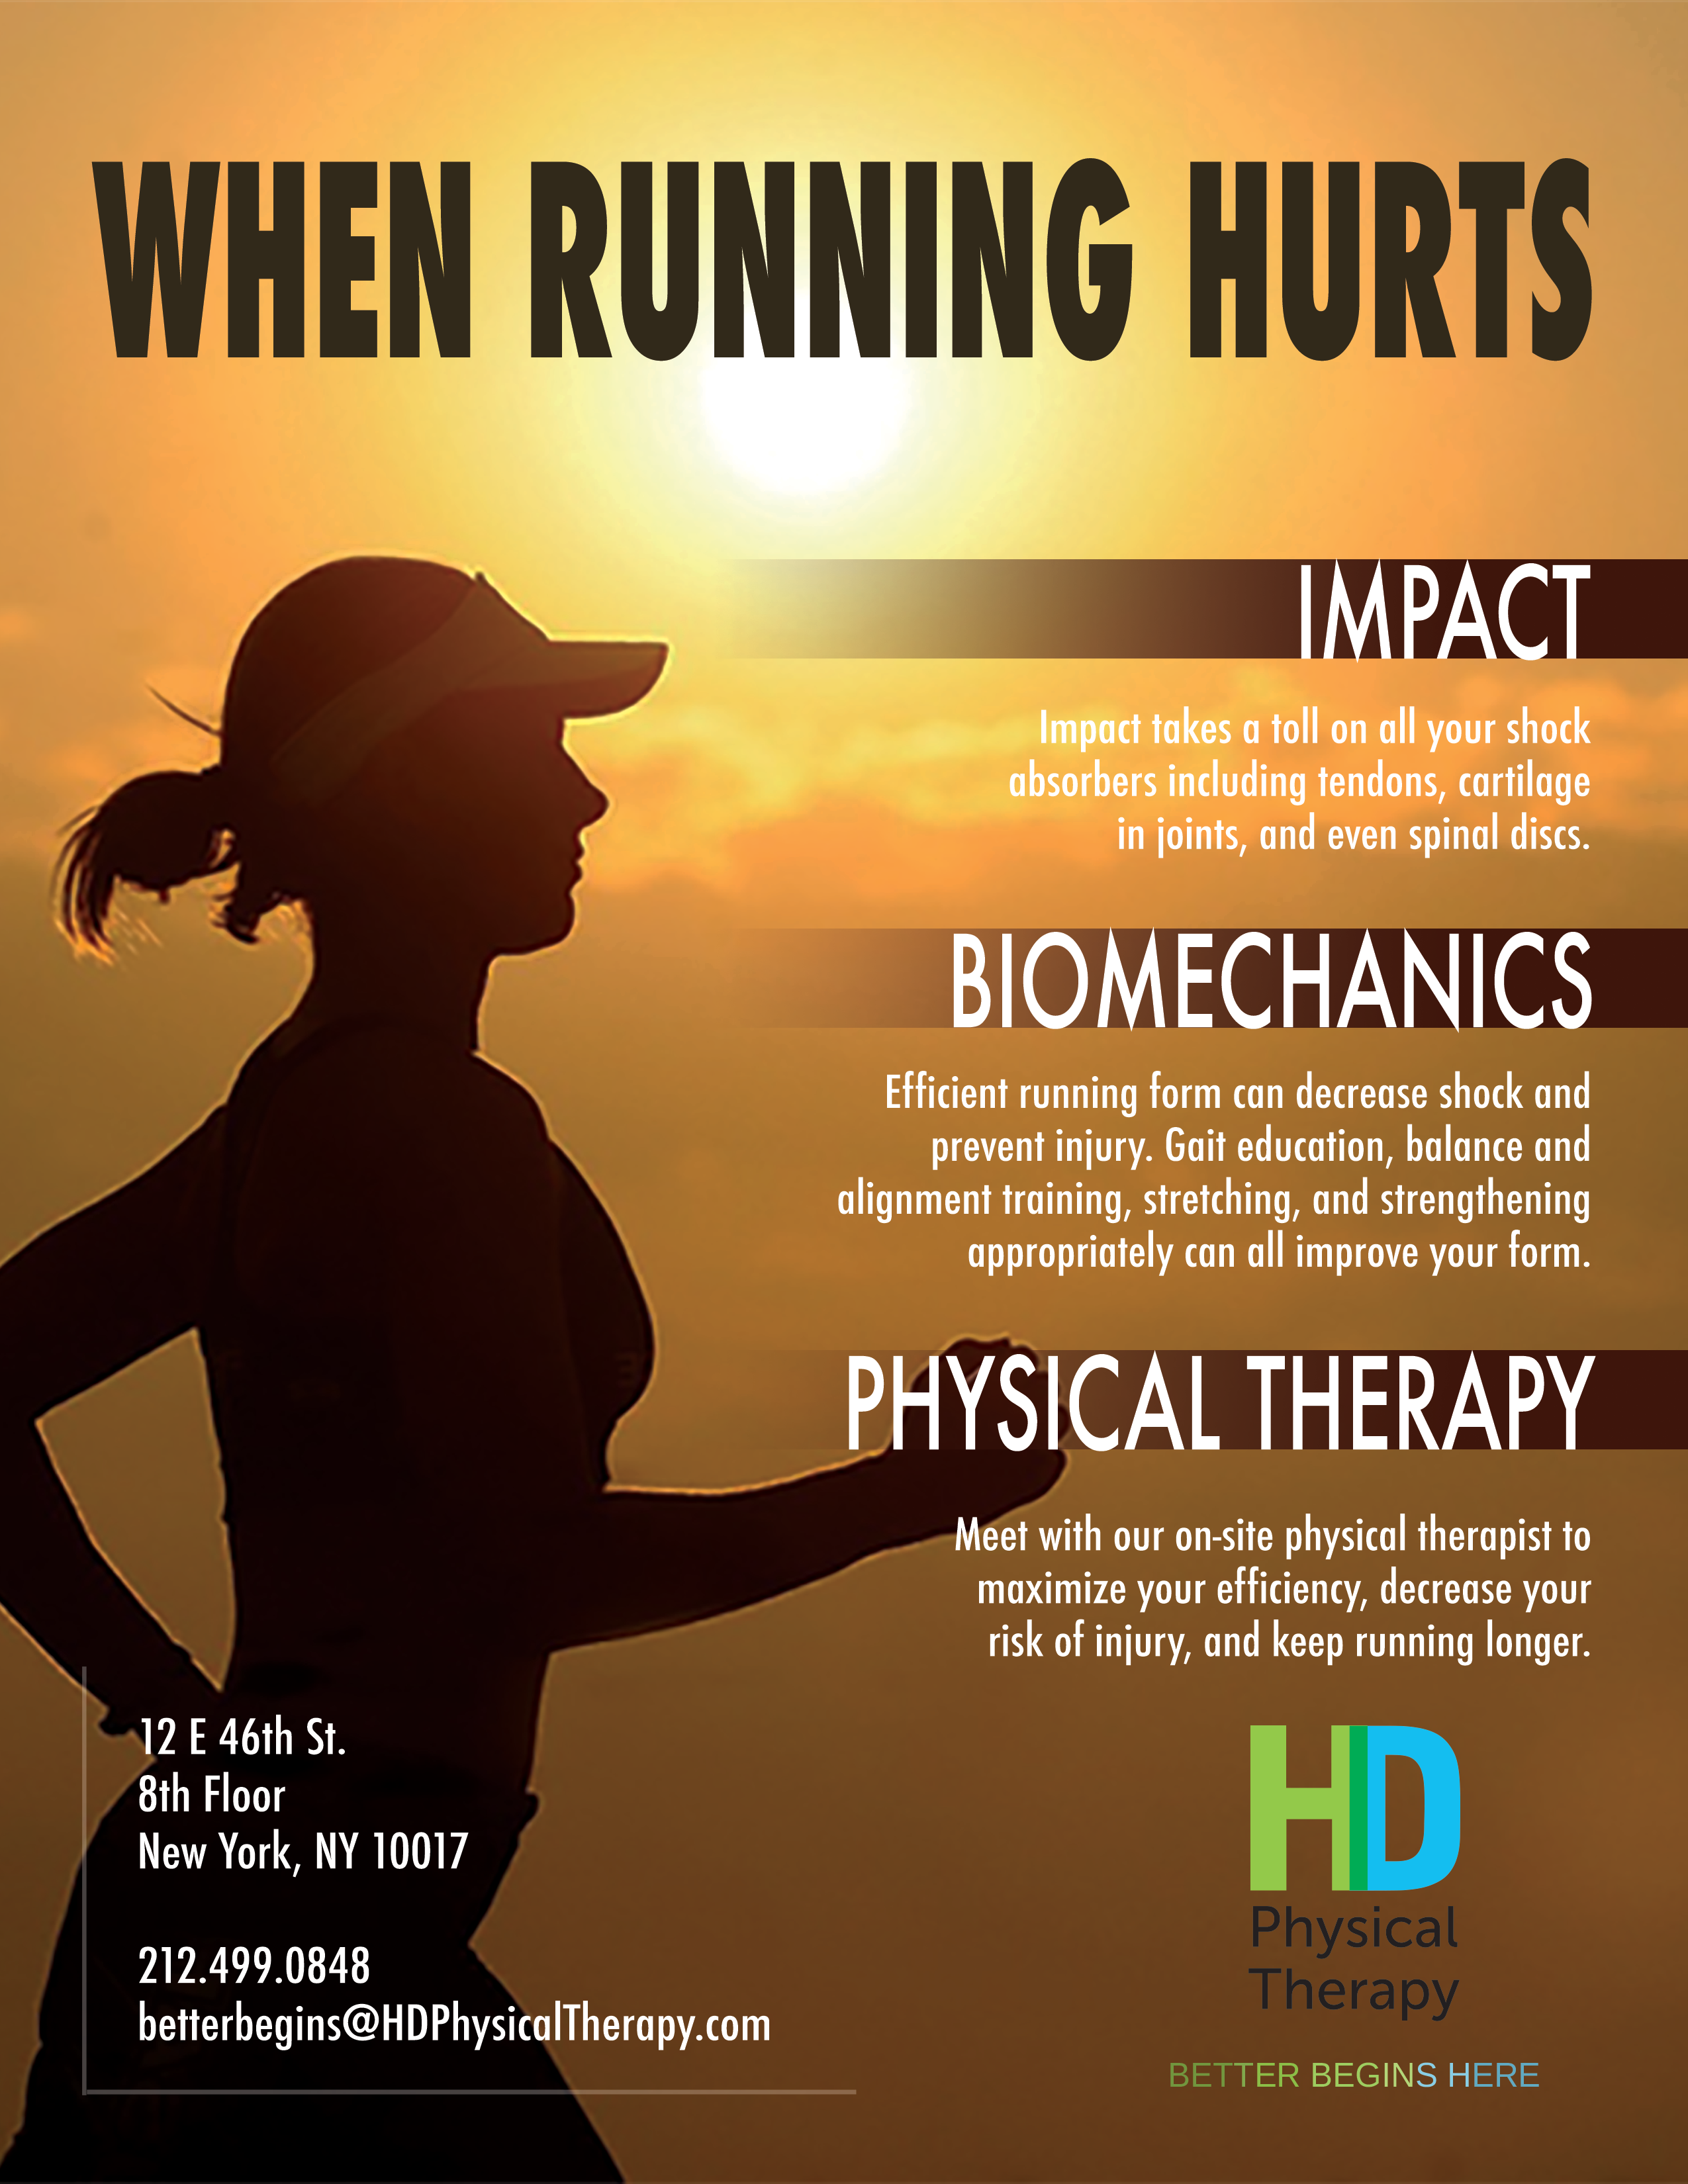 WHEN RUNNING HURTS
IMPACT
Impact takes a toll on all your shock
absorbers including tendons, cartilage
in joints, and even spinal discs.
BIOMECHANICS
Efficient running form can decrease shock and
prevent injury. Gait education, balance and
alignment training, stretching, and strengthening
appropriately can all improve your form.
PHYSICAL THERAPY
Meet with our on-site physical therapist to
maximize your efficiency, decrease your
risk of injury, and keep running longer.
12 E 46th St.
8th Floor
New York, NY 10017
212.499.0848
betterbegins@HDPhysicalTherapy.com
HD
Physical
Therapy
BETTER BEGINS HERE